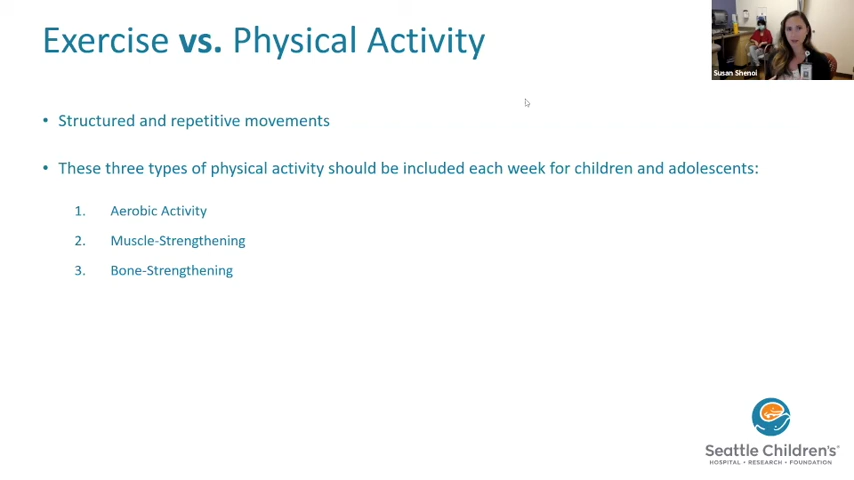 Exercise vs. Physical Activity
Susan Shenoi
• Structured and repetitive movements
• These three types of physical activity should be included each week for children and adolescents:
1. Aerobic Activity
2. Muscle-Strengthening
3. Bone-Strengthening
Seattle Children's®
HOSPITAL • RESEARCH • FOUNDATION